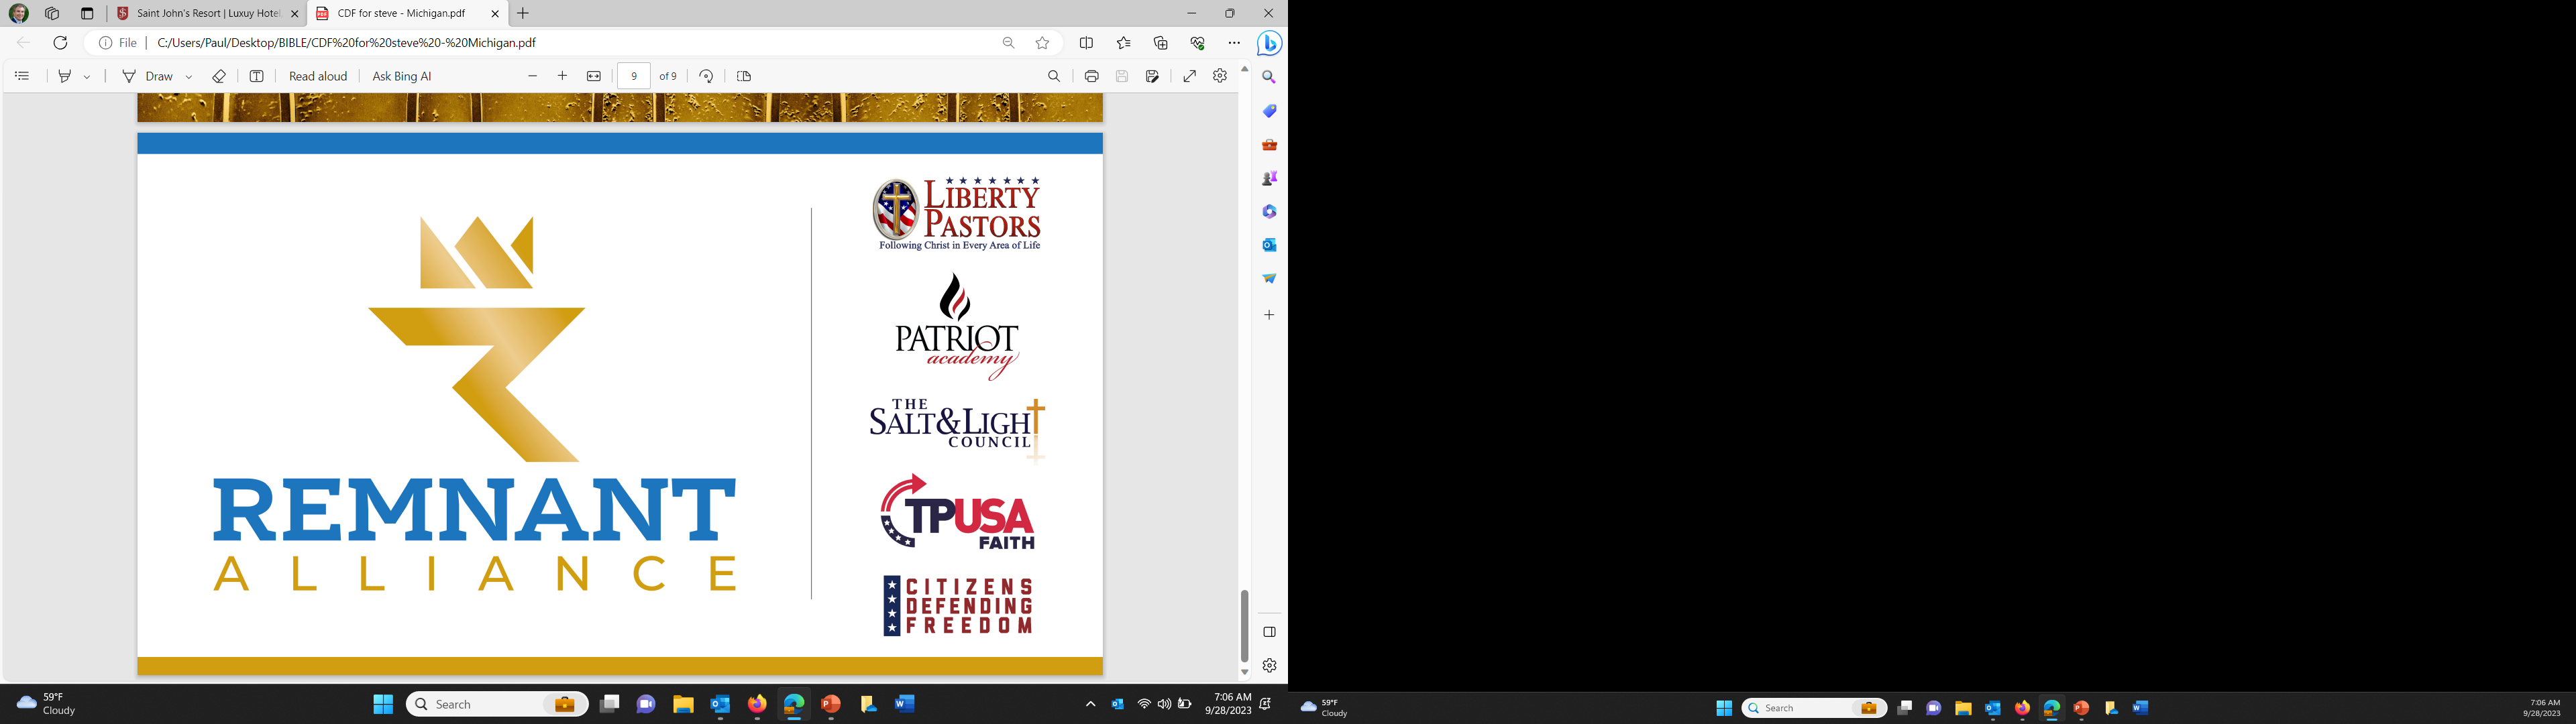 Saint John's Resort | Luxuy Hotel
CDF for steve - Michigan.pdf
File
C:/Users/Paul/Desktop/BIBLE/CDF%20for%20steve%20-%20Michigan.pdf
Draw
Read aloud
Ask Bing AI
9
of 9
REMNANT
ALLIANCE
LIBERTY
PASTORS
Following Christ in Every Area of Life
PATRIOT
academy
THE
SALT&LIGHT
COUNCIL
TPUSA
FAITH
CITIZENS
DEFENDING
FREEDOM
59°F
Cloudy
Search
7:06 AM
9/28/2023
59°F
Cloudy
Search
7:06 AM
9/28/2023